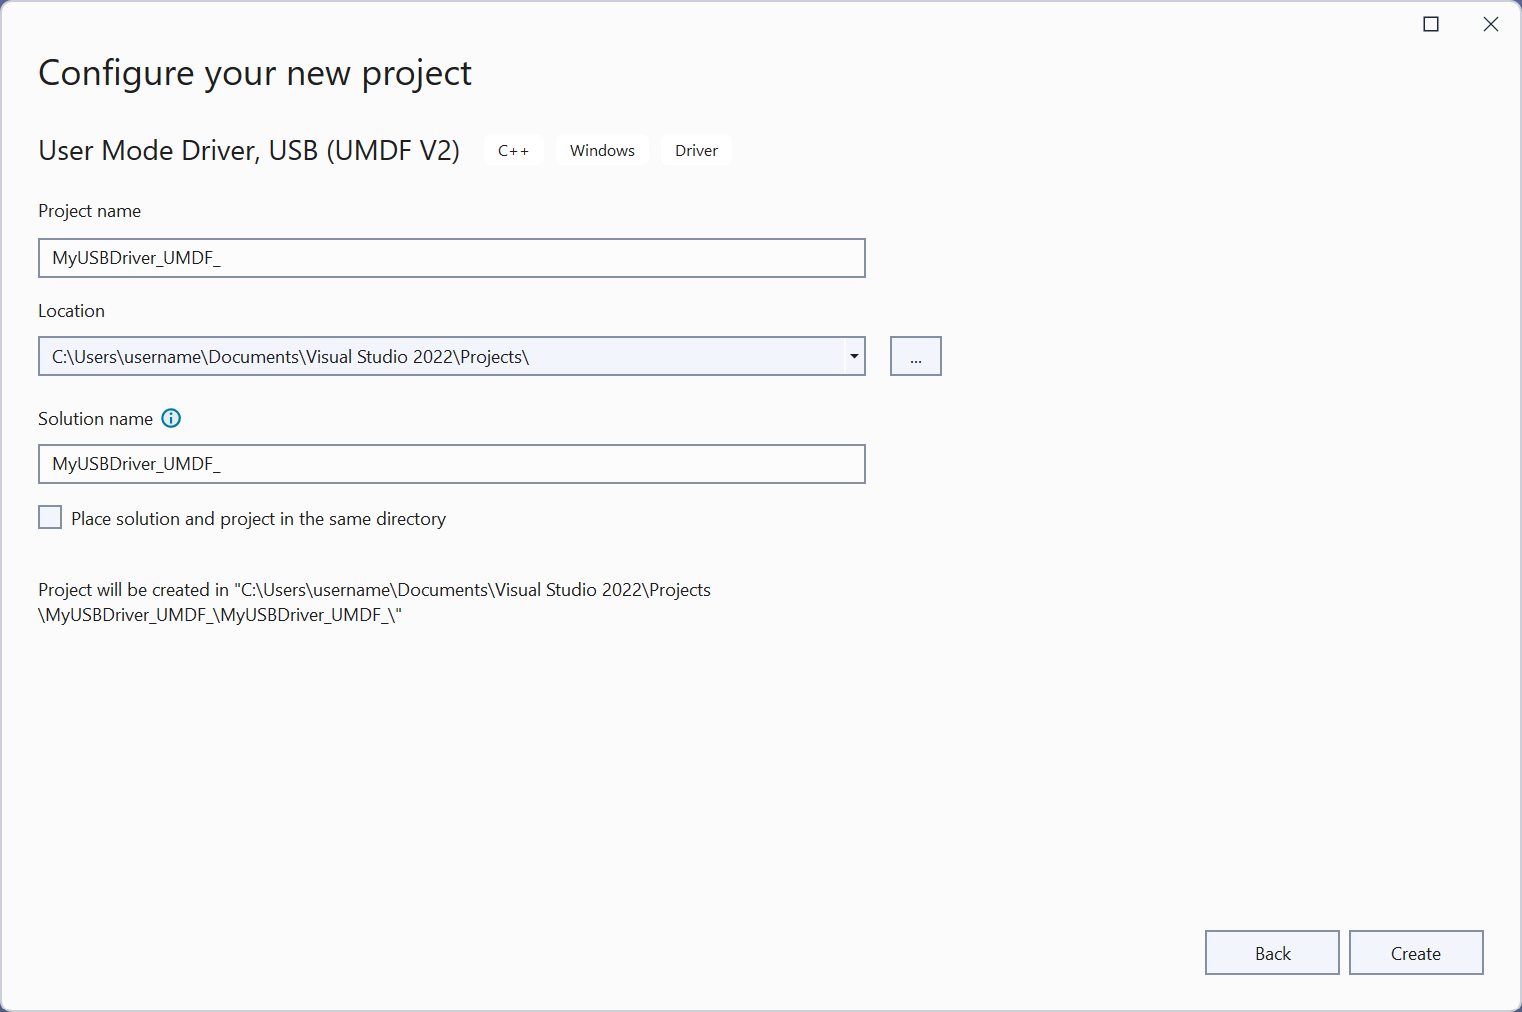 Configure your new project
User Mode Driver, USB (UMDF V2) C++ Windows Driver
Project name
MyUSBDriver_UMDF_
Location
C:\Users\username\Documents\Visual Studio 2022\Projects\
...
Solution name
MyUSBDriver_UMDF_
Place solution and project in the same directory
Project will be created in "C:\Users\username\Documents\Visual Studio 2022\Projects
\MyUSBDriver_UMDF_\MyUSBDriver_UMDF_\"
Back Create